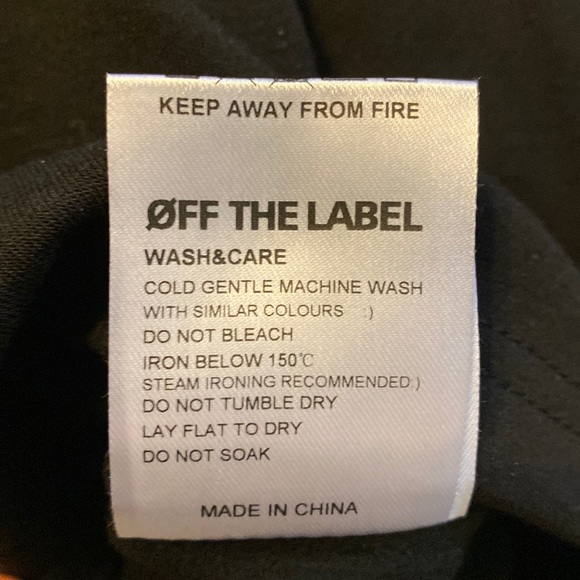 KEEP AWAY FROM FIRE
ØFF THE LABEL
WASH&CARE
COLD GENTLE MACHINE WASH
WITH SIMILAR COLOURS :)
DO NOT BLEACH
IRON BELOW 150℃
STEAM IRONING RECOMMENDED:)
DO NOT TUMBLE DRY
LAY FLAT TO DRY
DO NOT SOAK
MADE IN CHINA